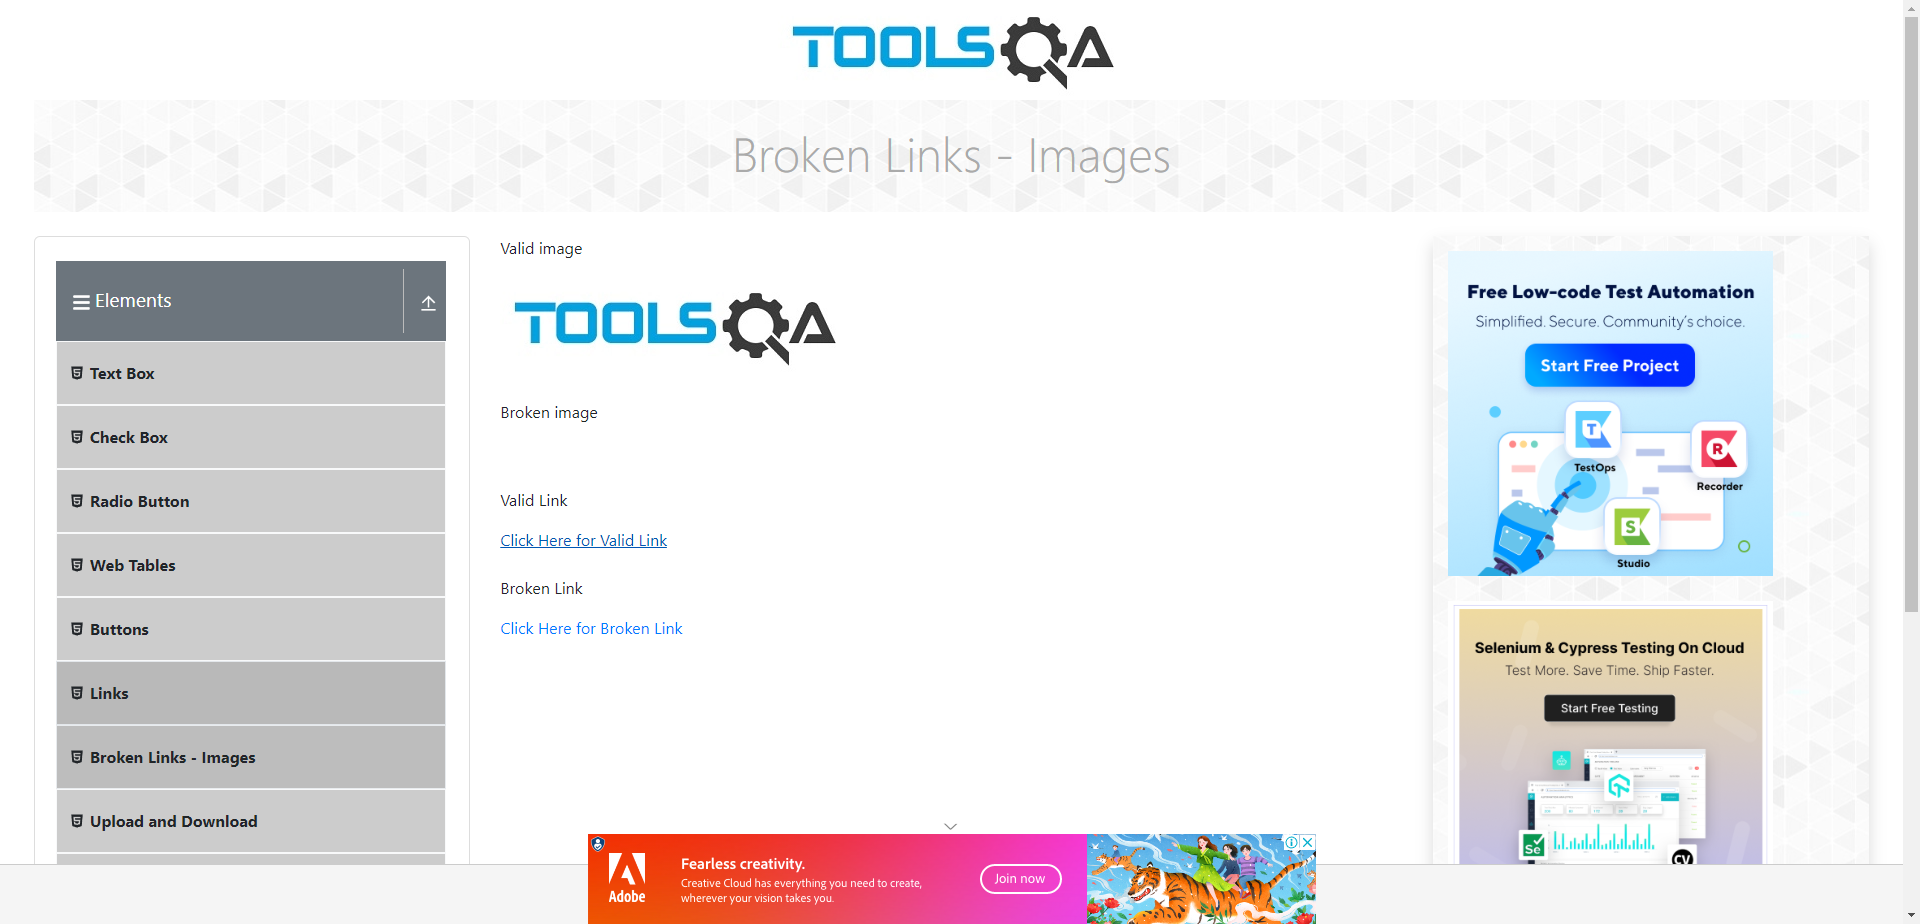 TOOLSQA
Broken Links - Images
Elements
Text Box
Check Box
Radio Button
Web Tables
Buttons
Links
Broken Links - Images
Upload and Download
Valid image
TOOLSQA
Broken image
Valid Link
Click Here for Valid Link
Broken Link
Click Here for Broken Link
Free Low-code Test Automation
Simplified. Secure. Community's choice.
Start Free Project
T
TestOps
R
Recorder
S
Studio
Selenium & Cypress Testing On Cloud
Test More. Save Time. Ship Faster.
Start Free Testing
Se
CY
Adobe
Fearless creativity.
Creative Cloud has everything you need to create,
wherever your vision takes you.
Join now